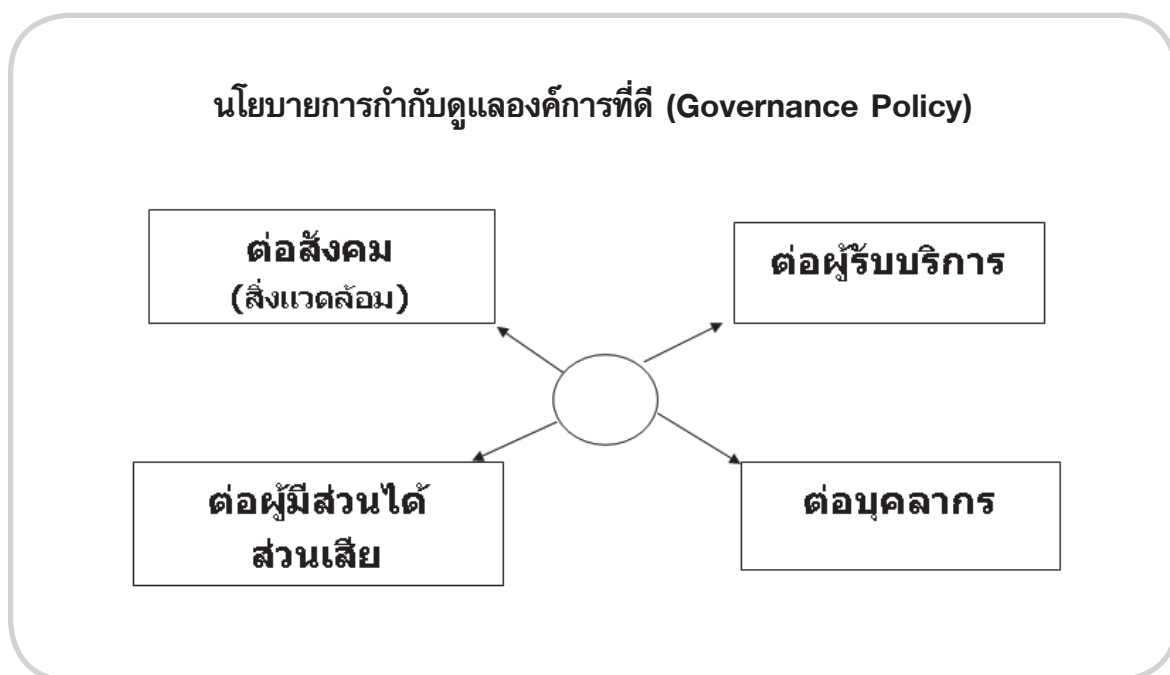 นโยบายการกำกับดูแลองค์การที่ดี (Governance Policy)
ต่อสังคม
(สิ่งแวดล้อม)
ต่อผู้รับบริการ
ต่อผู้มีส่วนได้
ส่วนเสีย
ต่อบุคลากร